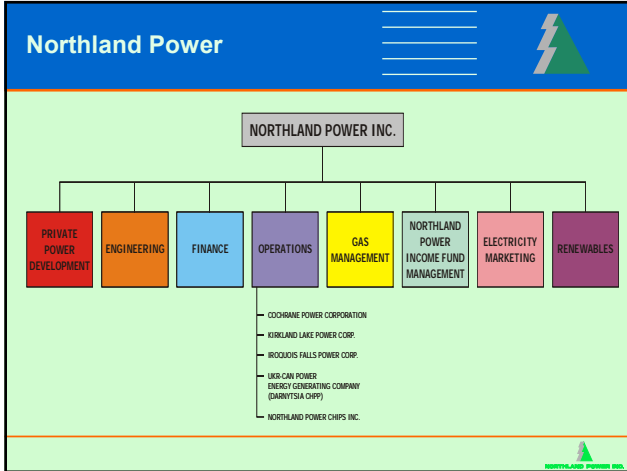 Northland Power
NORTHLAND POWER INC.
PRIVATE
POWER
DEVELOPMENT
ENGINEERING
FINANCE
OPERATIONS
GAS
MANAGEMENT
NORTHLAND
POWER
INCOME FUND
MANAGEMENT
ELECTRICITY
MARKETING
RENEWABLES
COCHRANE POWER CORPORATION
KIRKLAND LAKE POWER CORP.
IROQUOIS FALLS POWER CORP.
UKR-CAN POWER
ENERGY GENERATING COMPANY
(DARNYTSIA CHPP)
NORTHLAND POWER CHIPS INC.
NORTHLAND POWER INC.